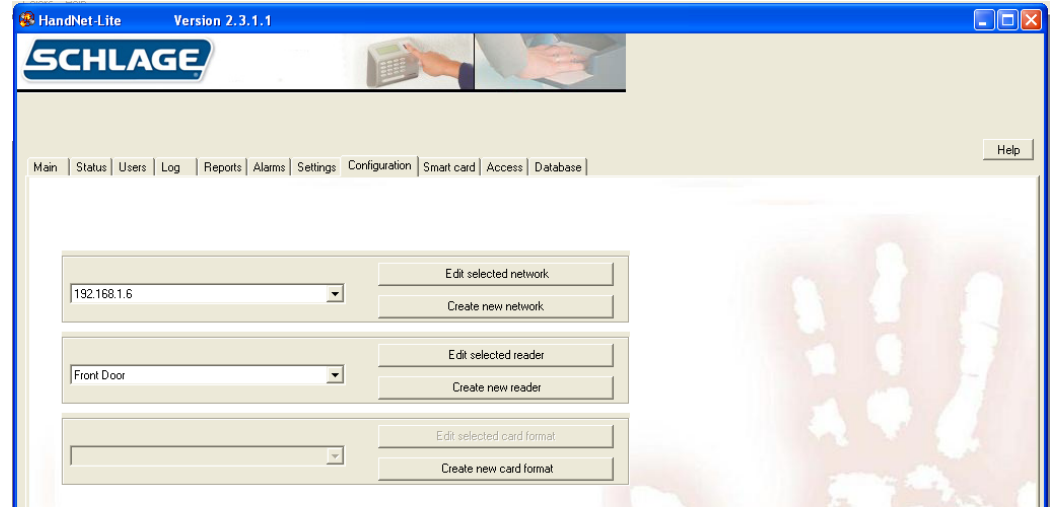 HandNet-Lite Version 2.3.1.1
SCHLAGE
Help
Main Status Users Log Reports Alarms Settings Configuration Smart card Access Database
Edit selected network
192.168.1.6
Create new network
Edit selected reader
Front Door
Create new reader
Edit selected card format
Create new card format